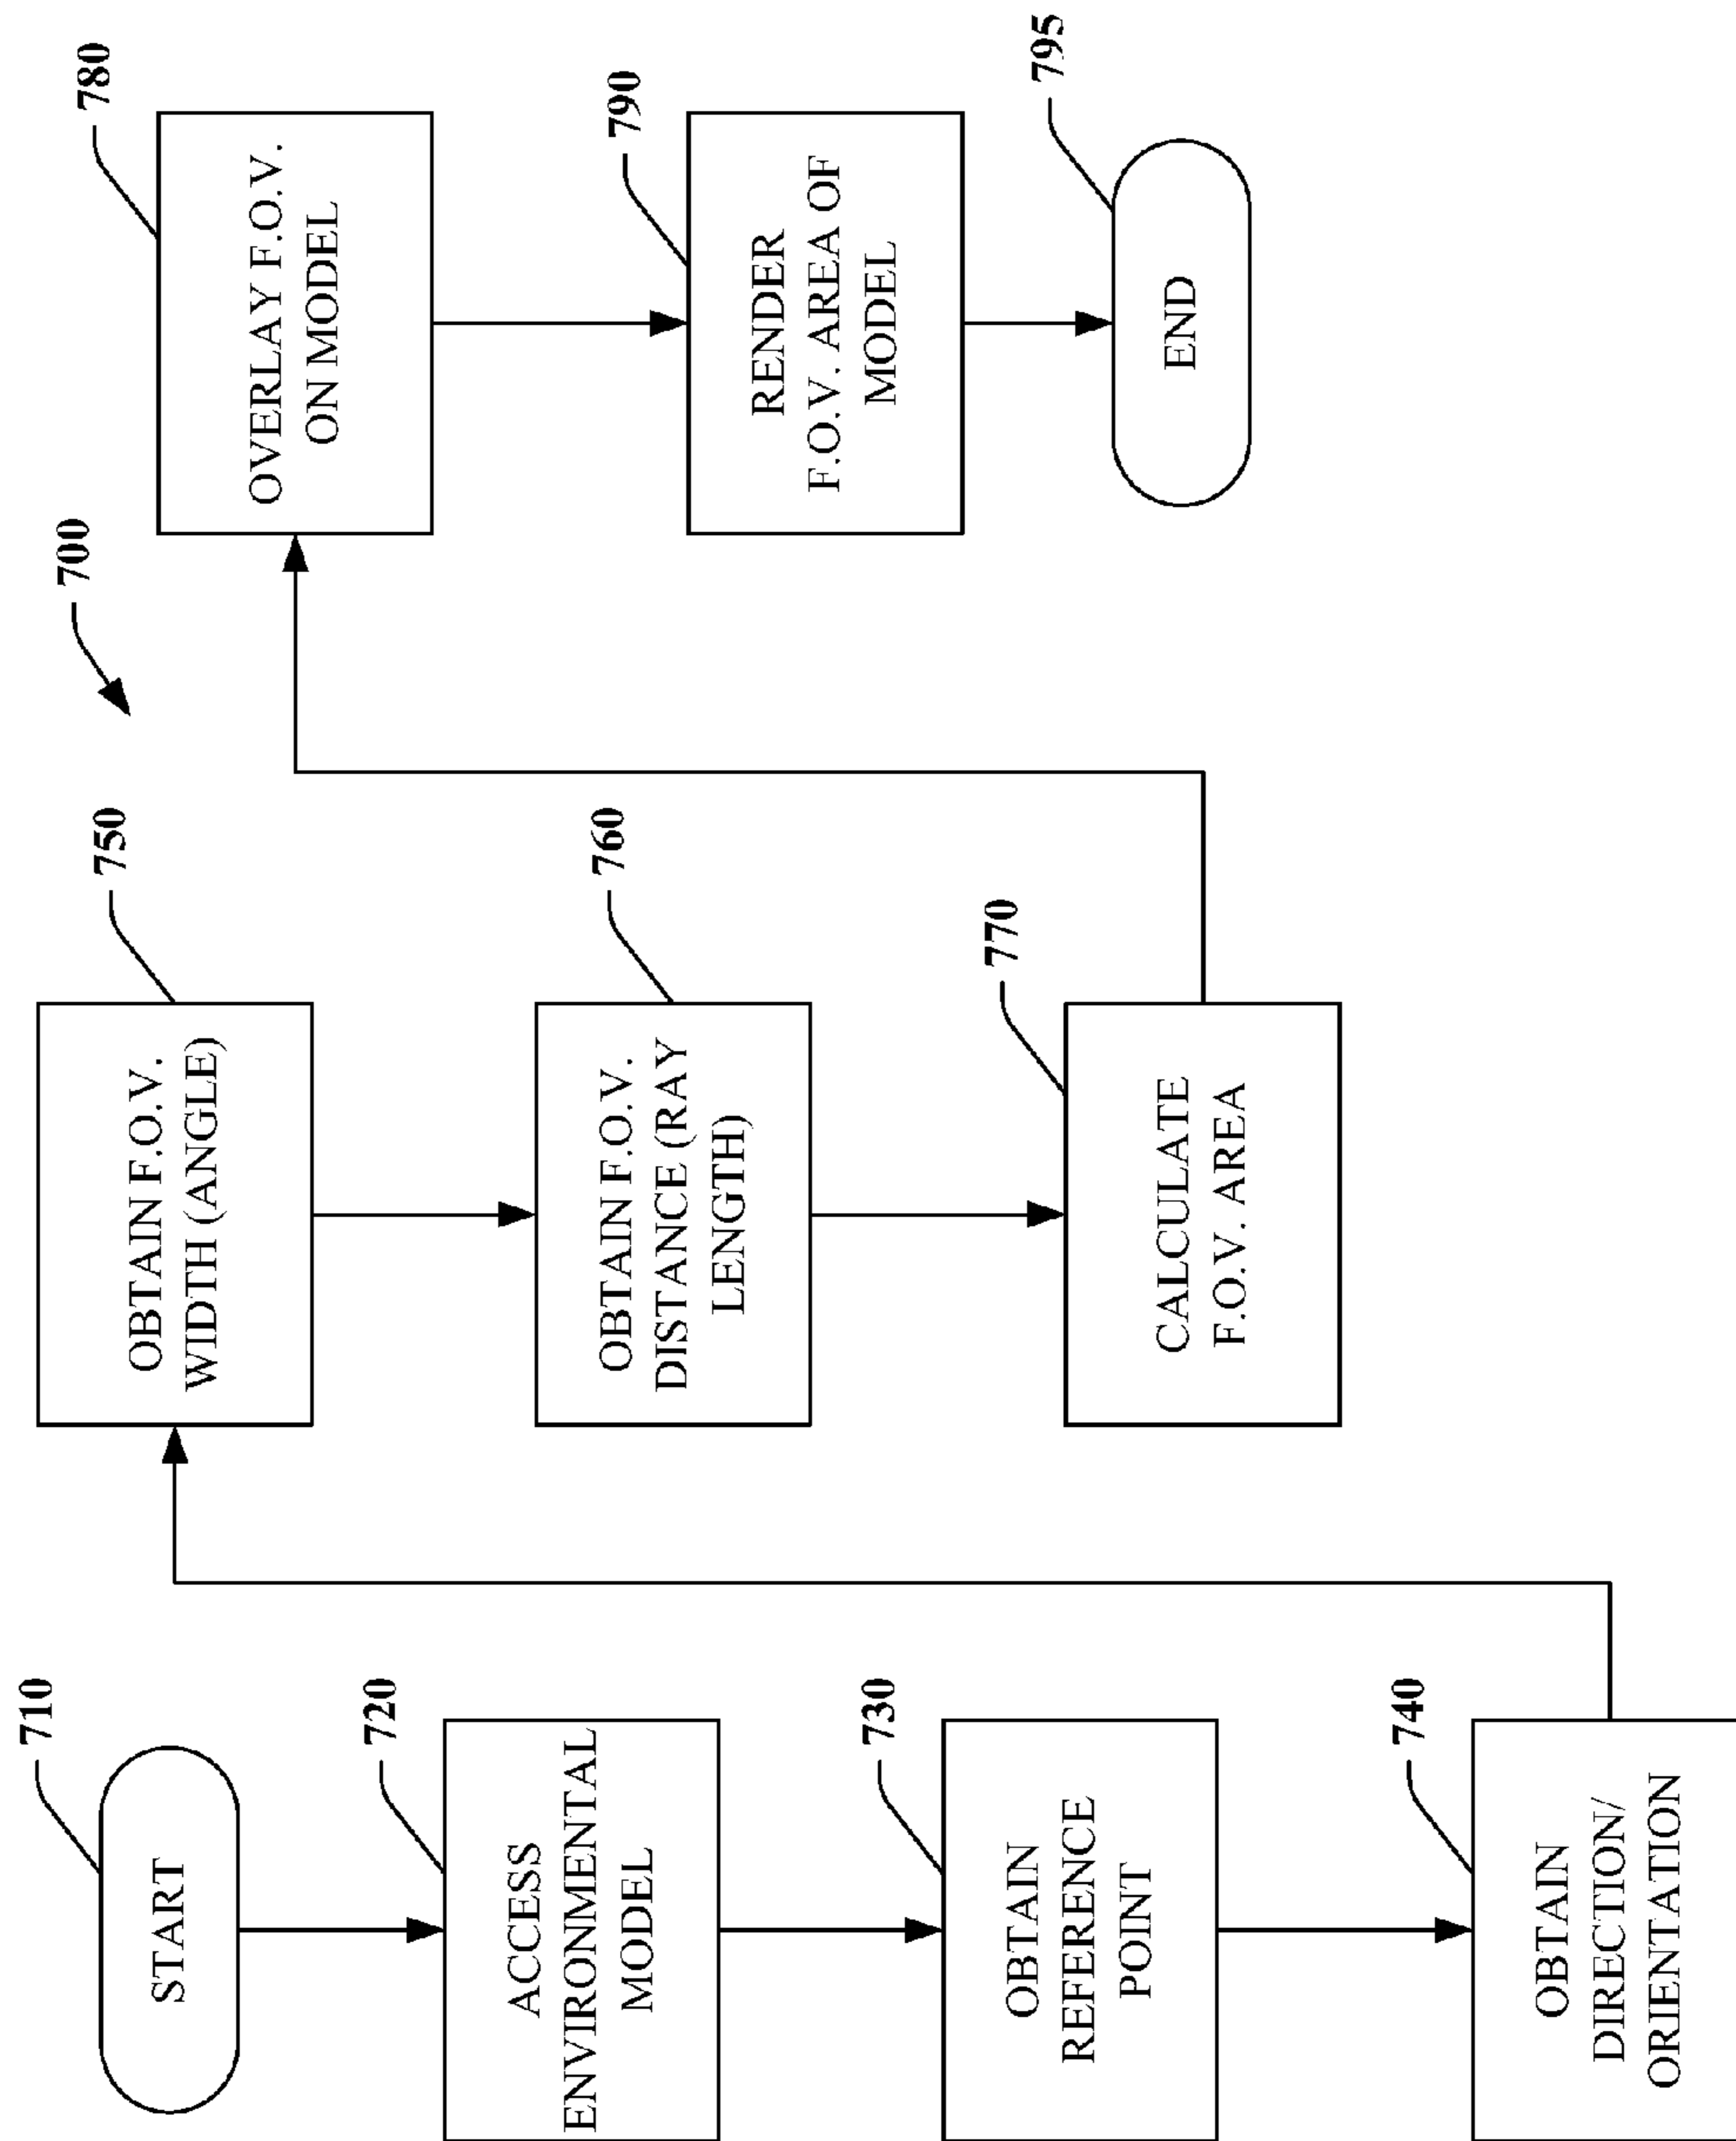 700
710
START
720
ACCESS
ENVIRONMENTAL
MODEL
730
OBTAIN
REFERENCE
POINT
740
OBTAIN
DIRECTION/
ORIENTATION
750
OBTAIN F.O.V.
WIDTH (ANGLE)
760
OBTAIN F.O.V.
DISTANCE (RAY
LENGTH)
770
CALCULATE
F.O.V. AREA
780
OVERLAY F.O.V.
ON MODEL
790
RENDER
F.O.V. AREA OF
MODEL
795
END